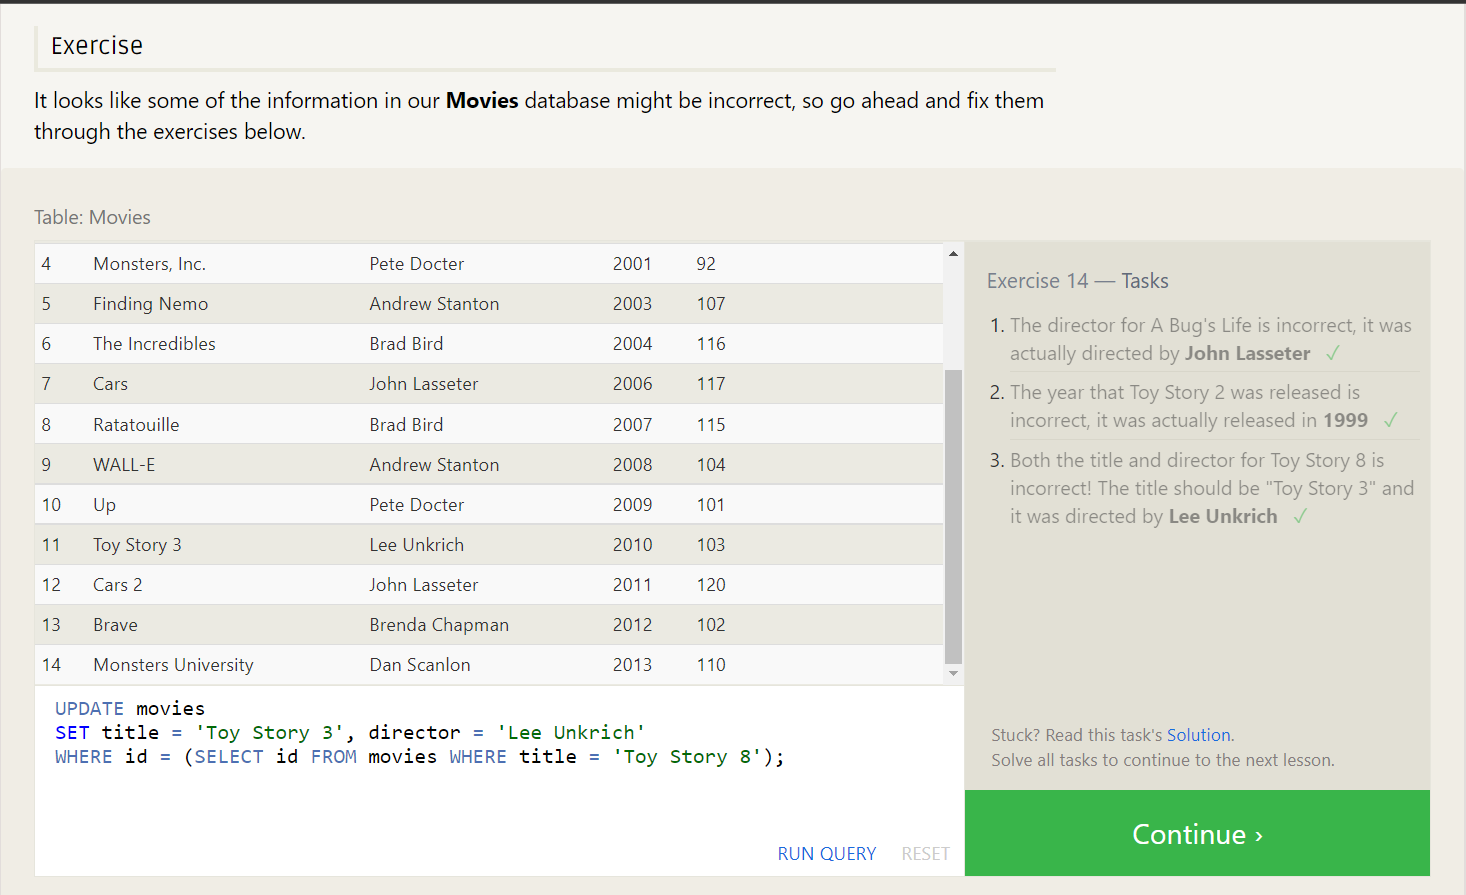 Exercise
It looks like some of the information in our Movies database might be incorrect, so go ahead and fix them
through the exercises below.
Table: Movies
4 Monsters, Inc. Pete Docter 2001 92
5 Finding Nemo Andrew Stanton 2003 107
6 The Incredibles Brad Bird 2004 116
7 Cars John Lasseter 2006 117
8 Ratatouille Brad Bird 2007 115
9 WALL-E Andrew Stanton 2008 104
10 Up Pete Docter 2009 101
11 Toy Story 3 Lee Unkrich 2010 103
12 Cars 2 John Lasseter 2011 120
13 Brave Brenda Chapman 2012 102
14 Monsters University Dan Scanlon 2013 110
UPDATE movies
SET title = 'Toy Story 3', director = 'Lee Unkrich'
WHERE id = (SELECT id FROM movies WHERE title = 'Toy Story 8');
RUN QUERY RESET
Exercise 14 — Tasks
1. The director for A Bug's Life is incorrect, it was
actually directed by John Lasseter ✓
2. The year that Toy Story 2 was released is
incorrect, it was actually released in 1999 ✓
3. Both the title and director for Toy Story 8 is
incorrect! The title should be "Toy Story 3" and
it was directed by Lee Unkrich ✓
Stuck? Read this task's Solution.
Solve all tasks to continue to the next lesson.
Continue ›